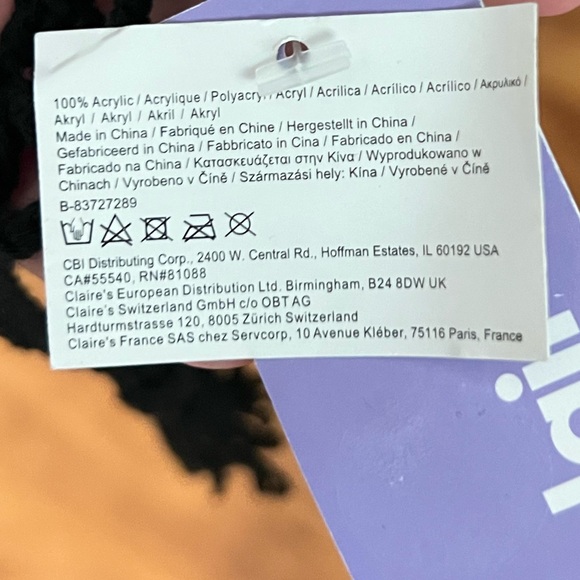 100% Acrylic / Acrylique / Acryl / Acrilica / Acrílico / Acrílico / Ακρυλικό /
Akryl / Akryl / Akril / Akryl
Made in China / Fabriqué en Chine / Hergestellt in China /
Gefabriceerd in China / Fabbricato in Cina / Fabricado en China /
Fabricado na China / Κατασκευάζεται στην Κίνα / Wyprodukowano w
Chinach / Vyrobeno v Číně / Származási hely: Kína / Vyrobené v Číně
B-83727289
CBI Distributing Corp., 2400 W. Central Rd., Hoffman Estates, IL 60192 USA
CA#55540, RN#81088
Claire's European Distribution Ltd. Birmingham, B24 8DW UK
Claire's Switzerland GmbH c/o OBT AG
Hardturmstrasse 120, 8005 Zürich Switzerland
Claire's France SAS chez Servcorp, 10 Avenue Kléber, 75116 Paris, France